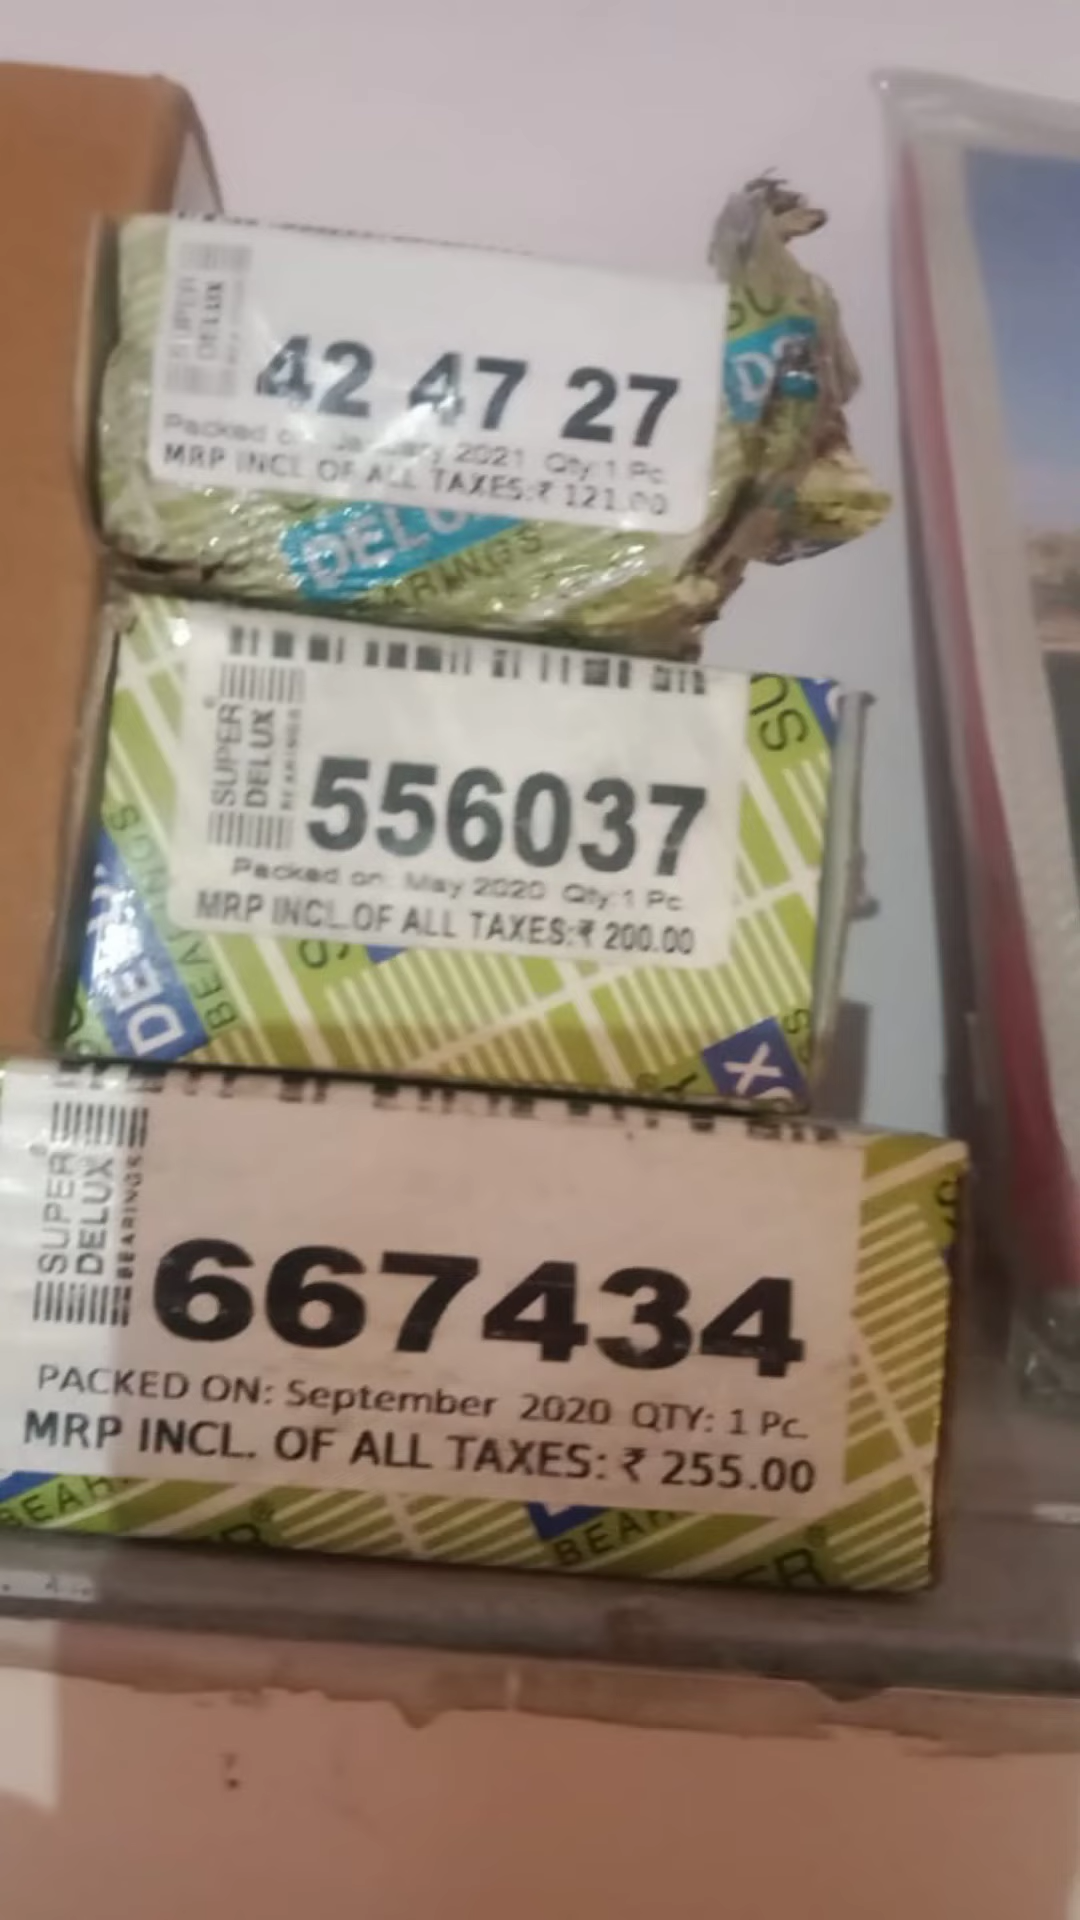 SUPER
DELUX
42 47 27
Packed on January 2021 Qty:1 Pc
MRP INCL OF ALL TAXES:₹ 121.00
DELUX
BEARINGS
SUPER
DELUX
BEARINGS
556037
Packed on May 2020 Qty:1 Pc
MRP INCL.OF ALL TAXES:₹ 200.00
BEARINGS
SUPER
DELUX
BEARINGS
667434
PACKED ON: September 2020 QTY: 1 Pc.
MRP INCL. OF ALL TAXES: ₹ 255.00